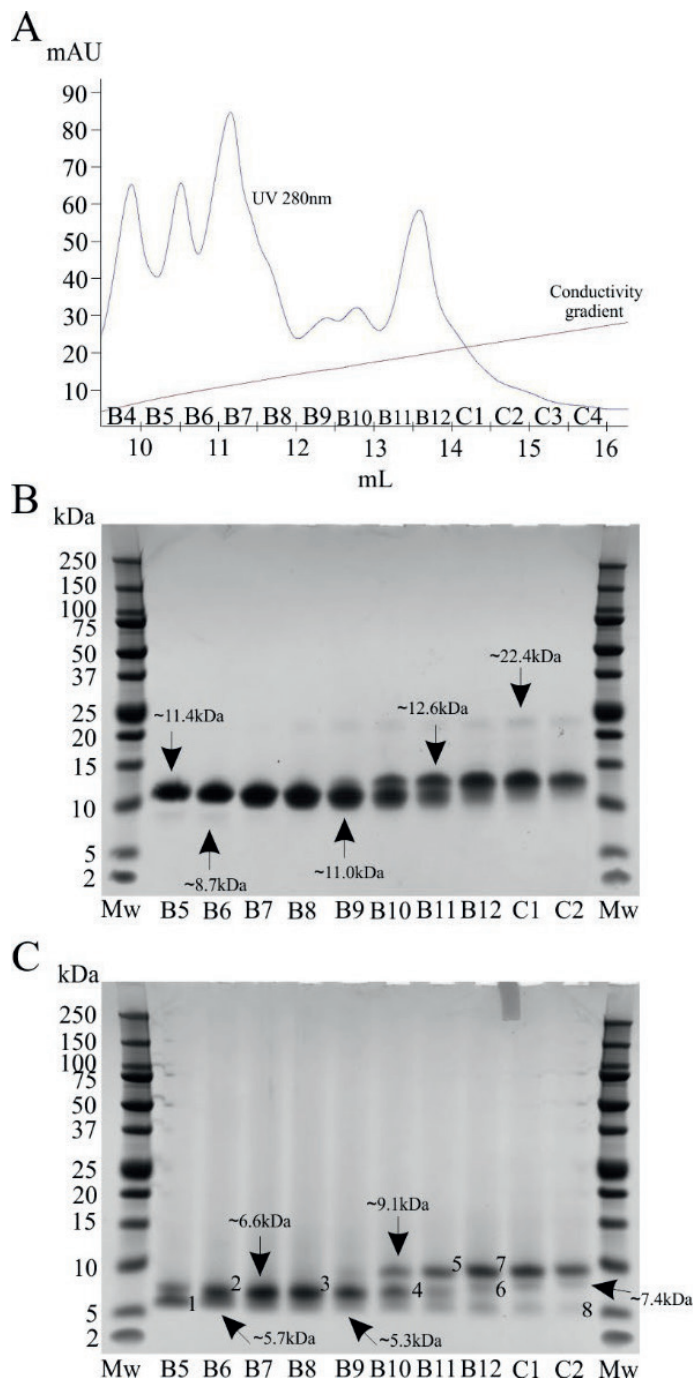 A
mAU
90
80
70
60
50
40
30
20
10
UV 280nm
Conductivity
gradient
B4 B5 B6 B7 B8 B9 B10 B11 B12 C1 C2 C3 C4
10 11 12 13 14 15 16
mL
B
kDa
250
150
100
75
50
37
25
20
15
10
5
2
~11.4kDa
~8.7kDa
~11.0kDa
~12.6kDa
~22.4kDa
Mw B5 B6 B7 B8 B9 B10 B11 B12 C1 C2 Mw
C
kDa
250
150
100
75
50
37
25
20
15
10
5
2
~6.6kDa
~9.1kDa
1 2 3 4 5 6 7 8
~7.4kDa
~5.7kDa
~5.3kDa
Mw B5 B6 B7 B8 B9 B10 B11 B12 C1 C2 Mw